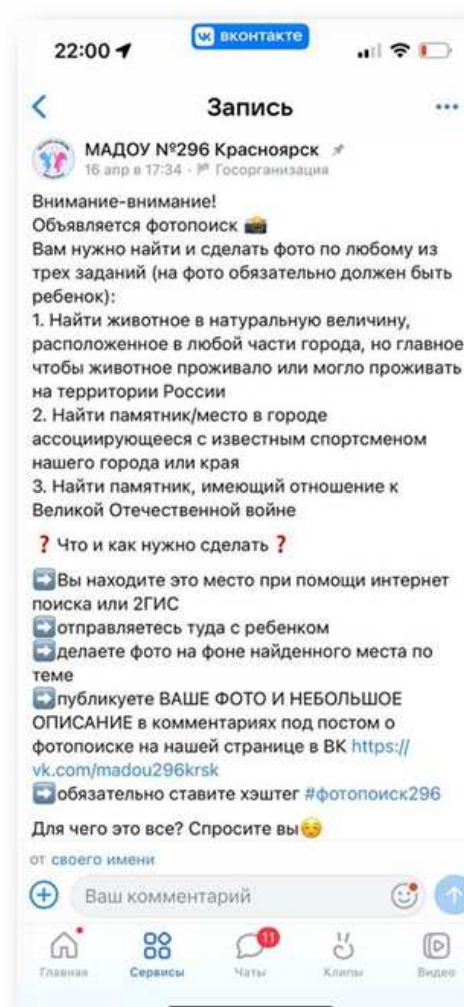 вконтакте
22:00
Запись
МАДОУ №296 Красноярск
16 апр в 17:34 · Госорганизация
Внимание-внимание!
Объявляется фотопоиск 📸
Вам нужно найти и сделать фото по любому из
трех заданий (на фото обязательно должен быть
ребенок):
1. Найти животное в натуральную величину,
расположенное в любой части города, но главное
чтобы животное проживало или могло проживать
на территории России
2. Найти памятник/место в городе
ассоциирующееся с известным спортсменом
нашего города или края
3. Найти памятник, имеющий отношение к
Великой Отечественной войне
❓ Что и как нужно сделать ❓
➡️Вы находите это место при помощи интернет
поиска или 2ГИС
➡️отправляетесь туда с ребенком
➡️делаете фото на фоне найденного места по
теме
➡️публикуете ВАШЕ ФОТО И НЕБОЛЬШОЕ
ОПИСАНИЕ в комментариях под постом о
фотопоиске на нашей странице в ВК https://
vk.com/madou296krsk
➡️обязательно ставите хэштег #фотопоиск296
Для чего это все? Спросите вы☺️
от своего имени
Ваш комментарий
11
Главная Сервисы Чаты Клипы Видео